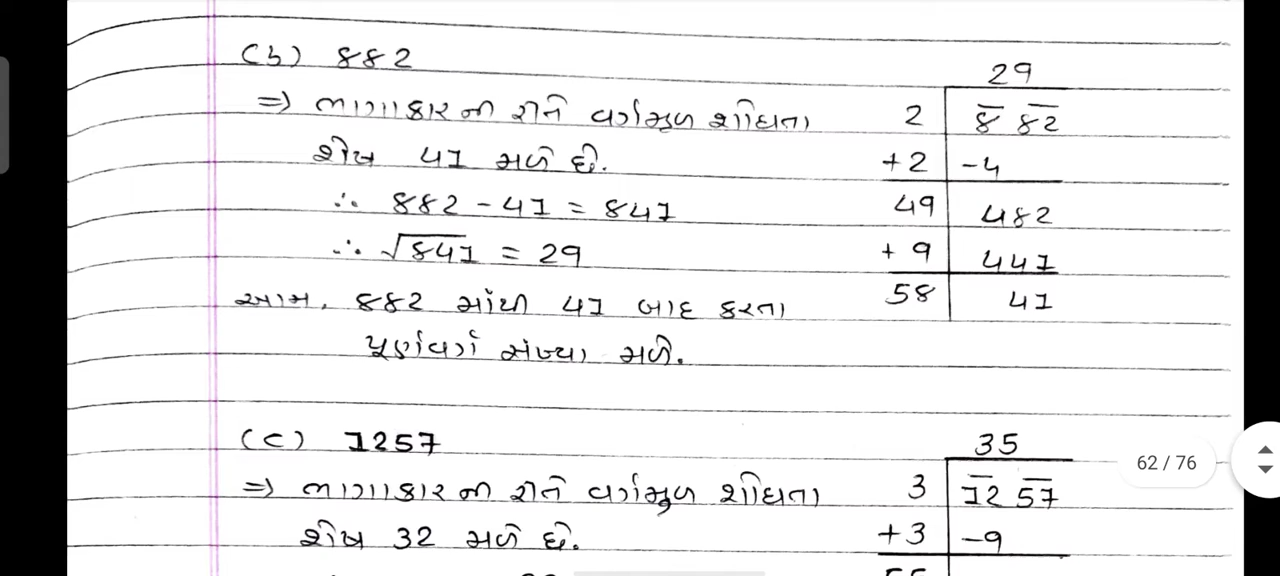 (b) 882
⇒ ભાગાકારની રીતે વર્ગમુળ શોધતા
શેષ 41 મળે છે.
∴ 882 - 41 = 841
∴ √841 = 29
આમ, 882 માંથી 41 બાદ કરતા
પૂર્ણવર્ગ સંખ્યા મળે.
29
2 | 8 82
+2 | -4
49 | 482
+ 9 | 441
58 | 41
(c) 1257
⇒ ભાગાકારની રીતે વર્ગમુળ શોધતા
શેષ 32 મળે છે.
35
3 | 12 57
+3 | -9
62 / 76